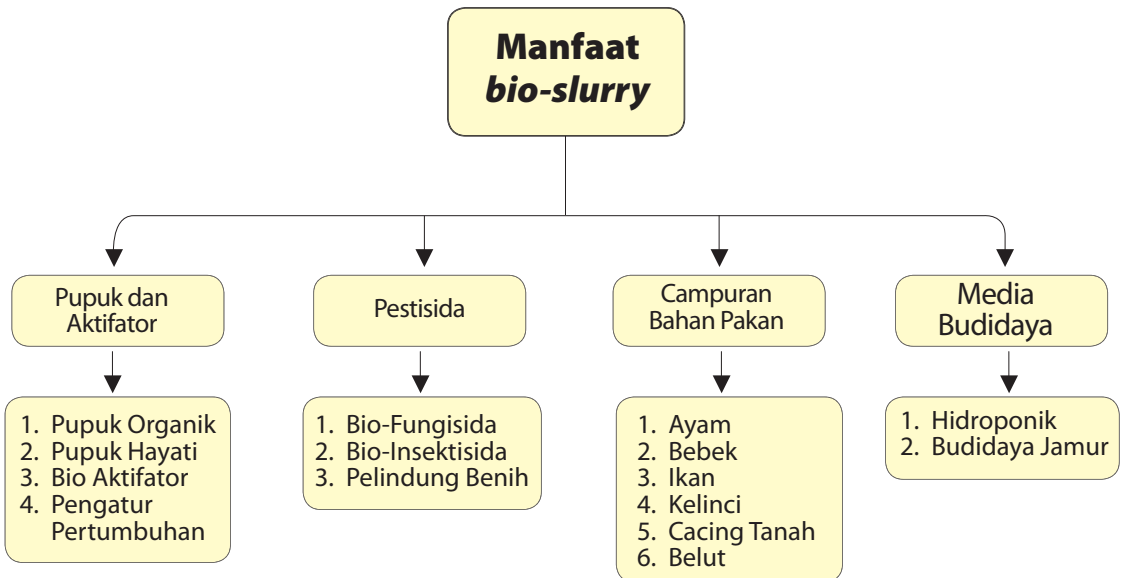 Manfaat
bio-slurry
Pupuk dan
Aktifator
Pestisida
Campuran
Bahan Pakan
Media
Budidaya
1. Pupuk Organik
2. Pupuk Hayati
3. Bio Aktifator
4. Pengatur
Pertumbuhan
1. Bio-Fungisida
2. Bio-Insektisida
3. Pelindung Benih
1. Ayam
2. Bebek
3. Ikan
4. Kelinci
5. Cacing Tanah
6. Belut
1. Hidroponik
2. Budidaya Jamur